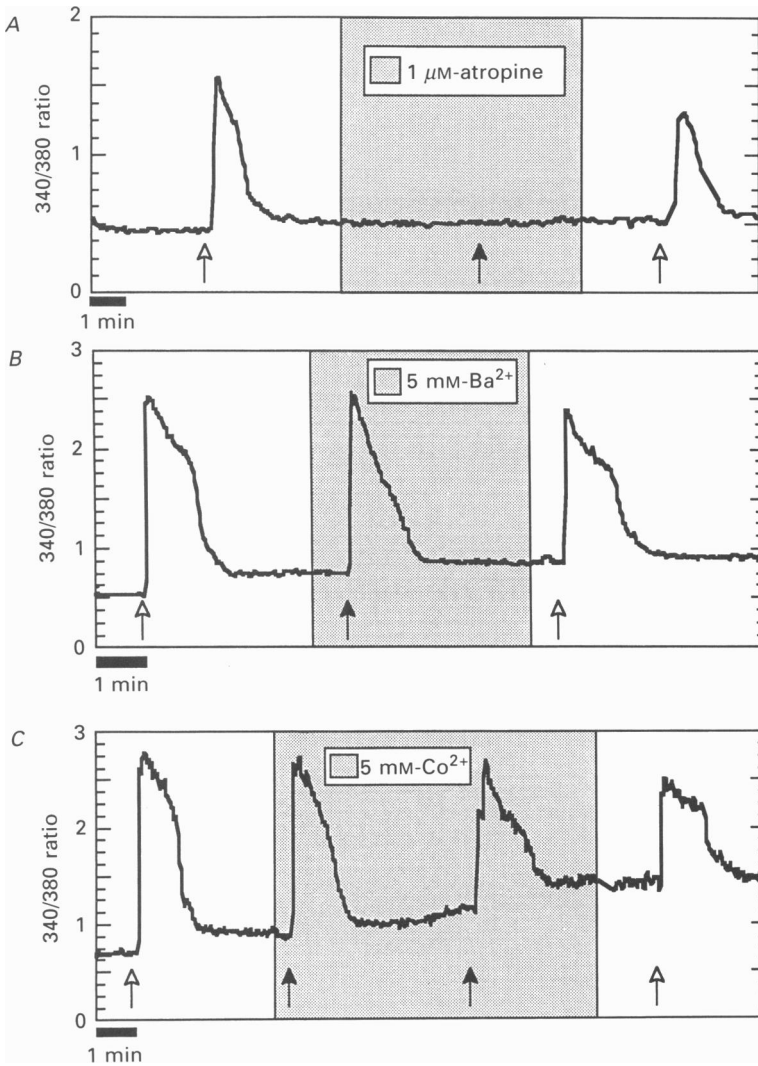 A
2
1 μM-atropine
340/380 ratio
1
0
1 min
B
3
5 mM-Ba²⁺
2
340/380 ratio
1
0
1 min
C
3
5 mM-Co²⁺
2
340/380 ratio
1
0
1 min